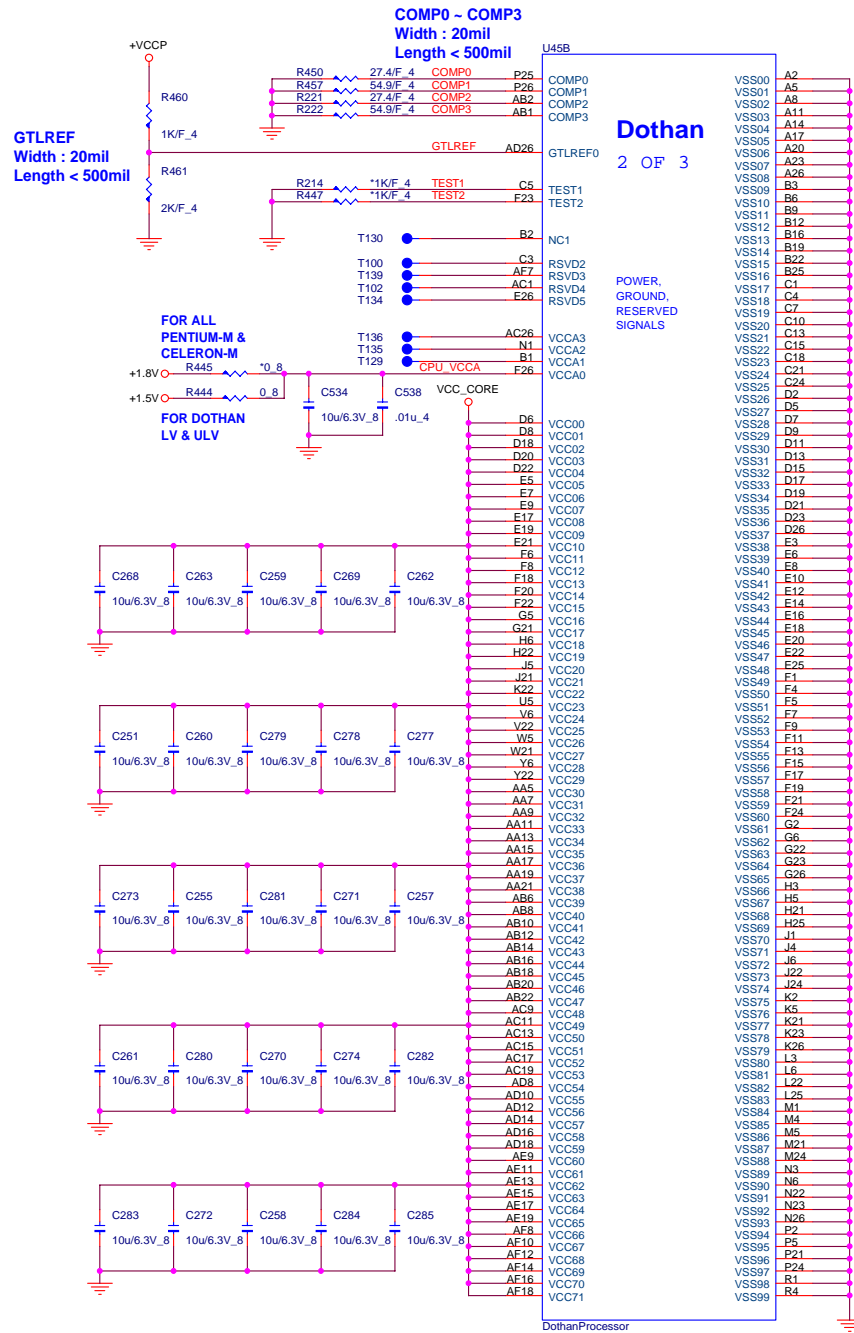 COMP0 ~ COMP3
Width : 20mil
Length < 500mil
+VCCP
R460
1K/F_4
GTLREF
Width : 20mil
Length < 500mil
R461
2K/F_4
R450 27.4/F_4 COMP0 P25 COMP0
R457 54.9/F_4 COMP1 P26 COMP1
R221 27.4/F_4 COMP2 AB2 COMP2
R222 54.9/F_4 COMP3 AB1 COMP3
GTLREF AD26 GTLREF0
R214 *1K/F_4 TEST1 C5 TEST1
R447 *1K/F_4 TEST2 F23 TEST2
T130 B2 NC1
T100 C3 RSVD2
T139 AF7 RSVD3
T102 AC1 RSVD4
T134 E26 RSVD5
T136 AC26 VCCA3
T135 N1 VCCA2
T129 B1 VCCA1
CPU_VCCA F26 VCCA0
FOR ALL
PENTIUM-M &
CELERON-M
+1.8V R445 *0_8
+1.5V R444 0_8
FOR DOTHAN
LV & ULV
C534
10u/6.3V_8
C538
.01u_4
VCC_CORE
U45B
Dothan
2 OF 3
POWER,
GROUND,
RESERVED
SIGNALS
D6 VCC00
D8 VCC01
D18 VCC02
D20 VCC03
D22 VCC04
E5 VCC05
E7 VCC06
E9 VCC07
E17 VCC08
E19 VCC09
E21 VCC10
F6 VCC11
F8 VCC12
F18 VCC13
F20 VCC14
F22 VCC15
G5 VCC16
G21 VCC17
H6 VCC18
H22 VCC19
J5 VCC20
J21 VCC21
K22 VCC22
U5 VCC23
V6 VCC24
V22 VCC25
W5 VCC26
W21 VCC27
Y6 VCC28
Y22 VCC29
AA5 VCC30
AA7 VCC31
AA9 VCC32
AA11 VCC33
AA13 VCC34
AA15 VCC35
AA17 VCC36
AA19 VCC37
AA21 VCC38
AB6 VCC39
AB8 VCC40
AB10 VCC41
AB12 VCC42
AB14 VCC43
AB16 VCC44
AB18 VCC45
AB20 VCC46
AB22 VCC47
AC9 VCC48
AC11 VCC49
AC13 VCC50
AC15 VCC51
AC17 VCC52
AC19 VCC53
AD8 VCC54
AD10 VCC55
AD12 VCC56
AD14 VCC57
AD16 VCC58
AD18 VCC59
AE9 VCC60
AE11 VCC61
AE13 VCC62
AE15 VCC63
AE17 VCC64
AE19 VCC65
AF8 VCC66
AF10 VCC67
AF12 VCC68
AF14 VCC69
AF16 VCC70
AF18 VCC71
C268 C263 C259 C269 C262
10u/6.3V_8 10u/6.3V_8 10u/6.3V_8 10u/6.3V_8 10u/6.3V_8
C251 C260 C279 C278 C277
10u/6.3V_8 10u/6.3V_8 10u/6.3V_8 10u/6.3V_8 10u/6.3V_8
C273 C255 C281 C271 C257
10u/6.3V_8 10u/6.3V_8 10u/6.3V_8 10u/6.3V_8 10u/6.3V_8
C261 C280 C270 C274 C282
10u/6.3V_8 10u/6.3V_8 10u/6.3V_8 10u/6.3V_8 10u/6.3V_8
C283 C272 C258 C284 C285
10u/6.3V_8 10u/6.3V_8 10u/6.3V_8 10u/6.3V_8 10u/6.3V_8
VSS00 A2
VSS01 A5
VSS02 A8
VSS03 A11
VSS04 A14
VSS05 A17
VSS06 A20
VSS07 A23
VSS08 A26
VSS09 B3
VSS10 B6
VSS11 B9
VSS12 B12
VSS13 B16
VSS14 B19
VSS15 B22
VSS16 B25
VSS17 C1
VSS18 C4
VSS19 C7
VSS20 C10
VSS21 C13
VSS22 C15
VSS23 C18
VSS24 C21
VSS25 C24
VSS26 D2
VSS27 D5
VSS28 D7
VSS29 D9
VSS30 D11
VSS31 D13
VSS32 D15
VSS33 D17
VSS34 D19
VSS35 D21
VSS36 D23
VSS37 D26
VSS38 E3
VSS39 E6
VSS40 E8
VSS41 E10
VSS42 E12
VSS43 E14
VSS44 E16
VSS45 E18
VSS46 E20
VSS47 E22
VSS48 E25
VSS49 F1
VSS50 F4
VSS51 F5
VSS52 F7
VSS53 F9
VSS54 F11
VSS55 F13
VSS56 F15
VSS57 F17
VSS58 F19
VSS59 F21
VSS60 F24
VSS61 G2
VSS62 G6
VSS63 G22
VSS64 G23
VSS65 G26
VSS66 H3
VSS67 H5
VSS68 H21
VSS69 H25
VSS70 J1
VSS71 J4
VSS72 J6
VSS73 J22
VSS74 J24
VSS75 K2
VSS76 K5
VSS77 K21
VSS78 K23
VSS79 K26
VSS80 L3
VSS81 L6
VSS82 L22
VSS83 L25
VSS84 M1
VSS85 M4
VSS86 M5
VSS87 M21
VSS88 M24
VSS89 N3
VSS90 N6
VSS91 N22
VSS92 N23
VSS93 N26
VSS94 P2
VSS95 P5
VSS96 P21
VSS97 P24
VSS98 R1
VSS99 R4
DothanProcessor